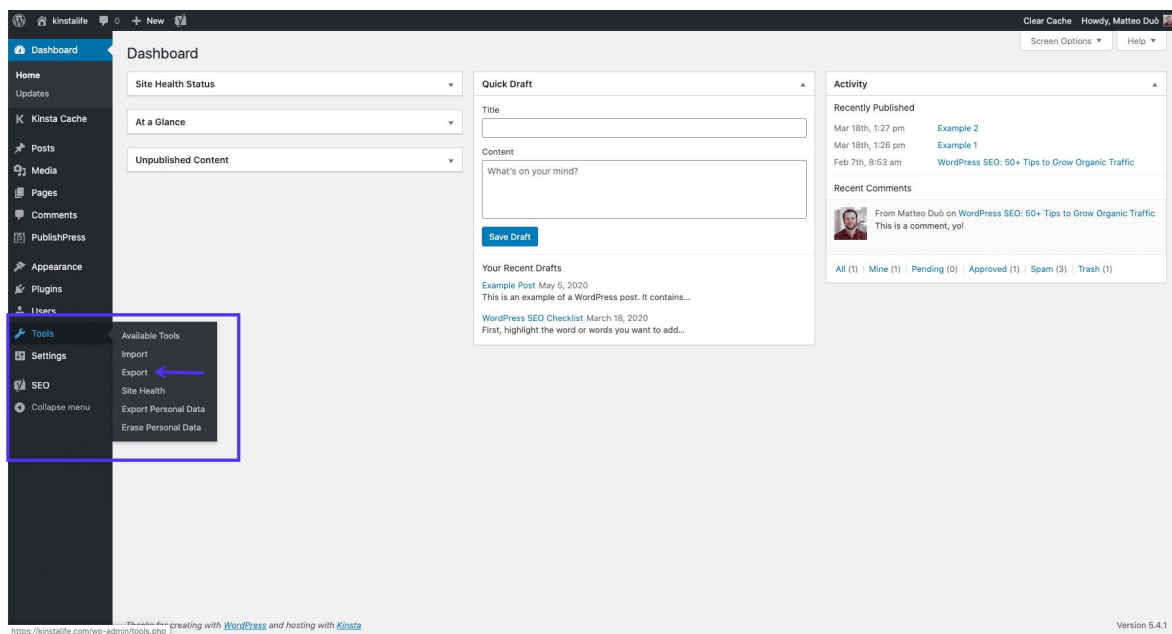 kinstalife 0 + New Clear Cache Howdy, Matteo Duò
Screen Options Help
Dashboard
Home
Updates
Kinsta Cache
Posts
Media
Pages
Comments
PublishPress
Appearance
Plugins
Users
Tools
Settings
SEO
Collapse menu
Available Tools
Import
Export
Site Health
Export Personal Data
Erase Personal Data
Dashboard
Site Health Status
At a Glance
Unpublished Content
Quick Draft
Title
Content
What's on your mind?
Save Draft
Your Recent Drafts
Example Post May 5, 2020
This is an example of a WordPress post. It contains...
WordPress SEO Checklist March 18, 2020
First, highlight the word or words you want to add...
Activity
Recently Published
Mar 18th, 1:27 pm Example 2
Mar 18th, 1:26 pm Example 1
Feb 7th, 8:53 am WordPress SEO: 50+ Tips to Grow Organic Traffic
Recent Comments
From Matteo Duò on WordPress SEO: 50+ Tips to Grow Organic Traffic
This is a comment, yo!
All (1) | Mine (1) | Pending (0) | Approved (1) | Spam (3) | Trash (1)
Thanks for creating with WordPress and hosting with Kinsta
Version 5.4.1
https://kinstalife.com/wp-admin/tools.php